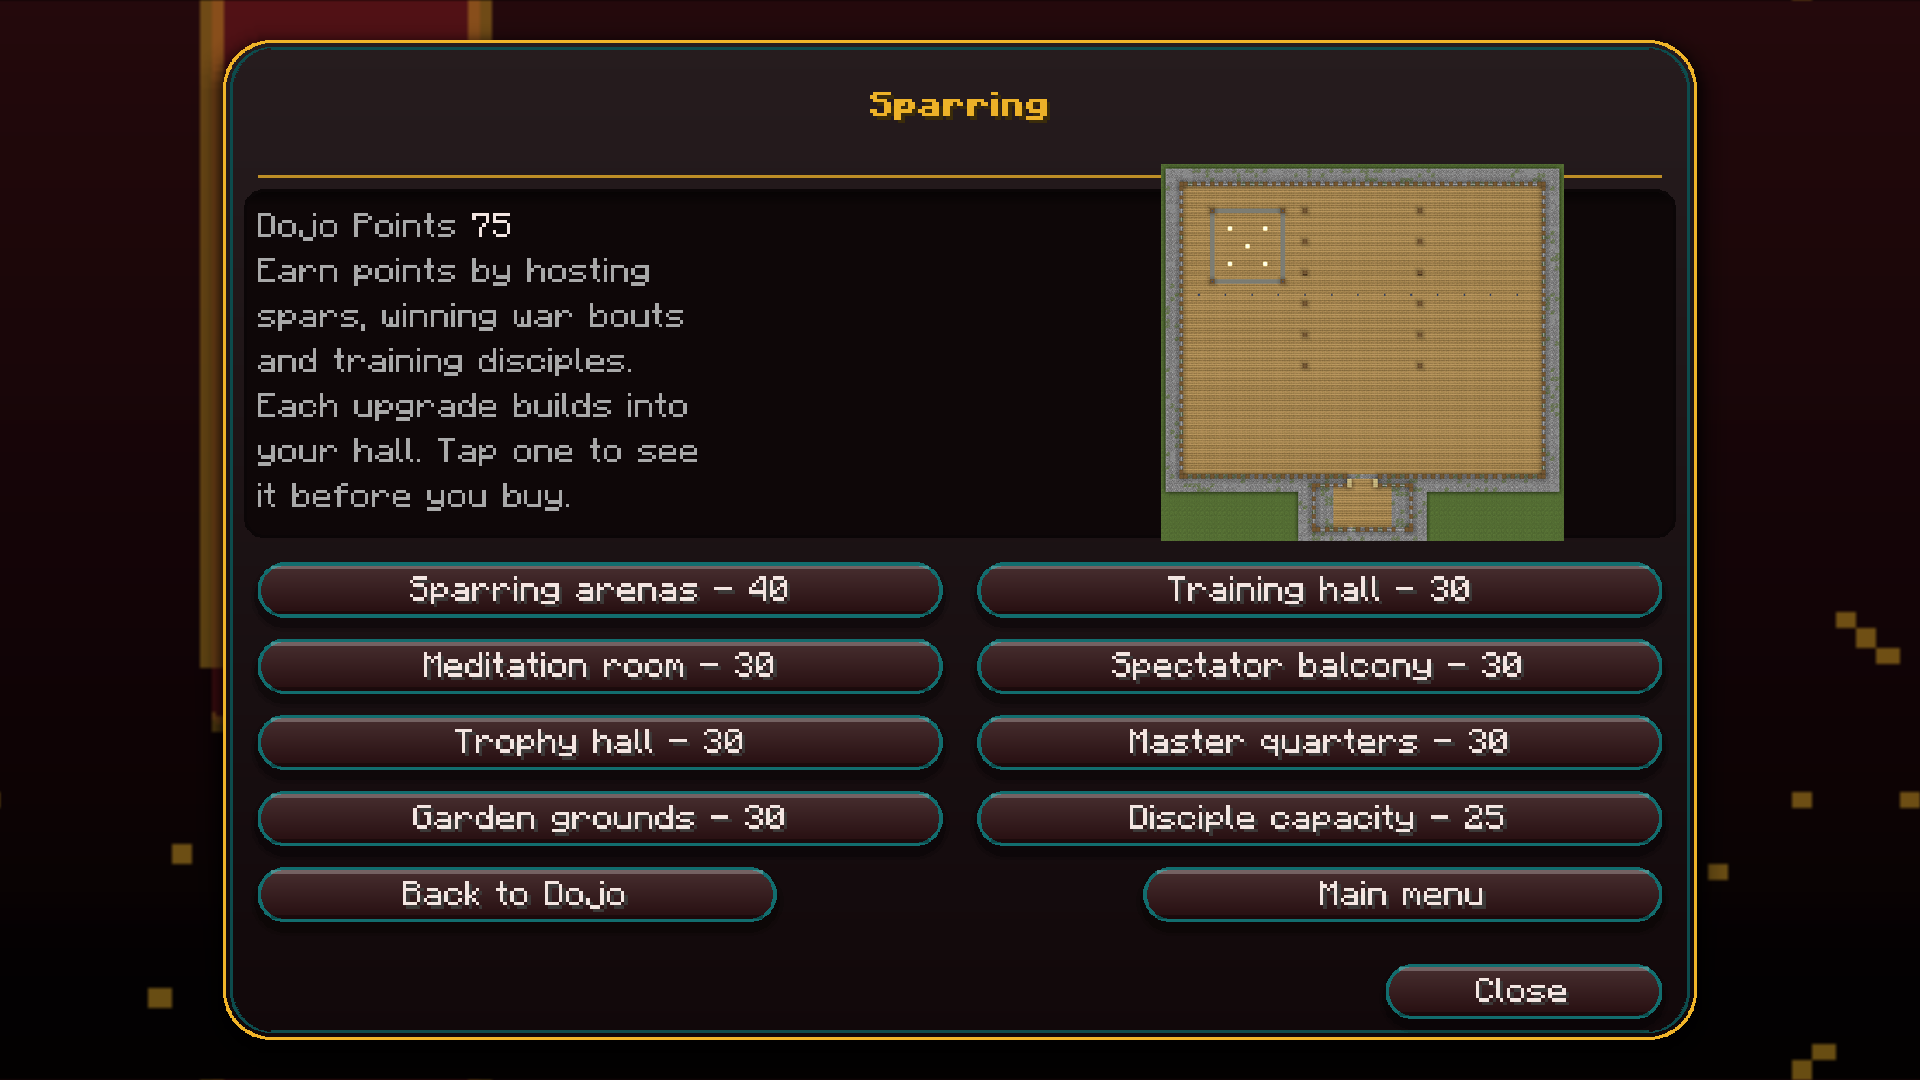 Sparring
Dojo Points 75
Earn points by hosting
spars, winning war bouts
and training disciples.
Each upgrade builds into
your hall. Tap one to see
it before you buy.
Sparring arenas - 40
Training hall - 30
Meditation room - 30
Spectator balcony - 30
Trophy hall - 30
Master quarters - 30
Garden grounds - 30
Disciple capacity - 25
Back to Dojo
Main menu
Close